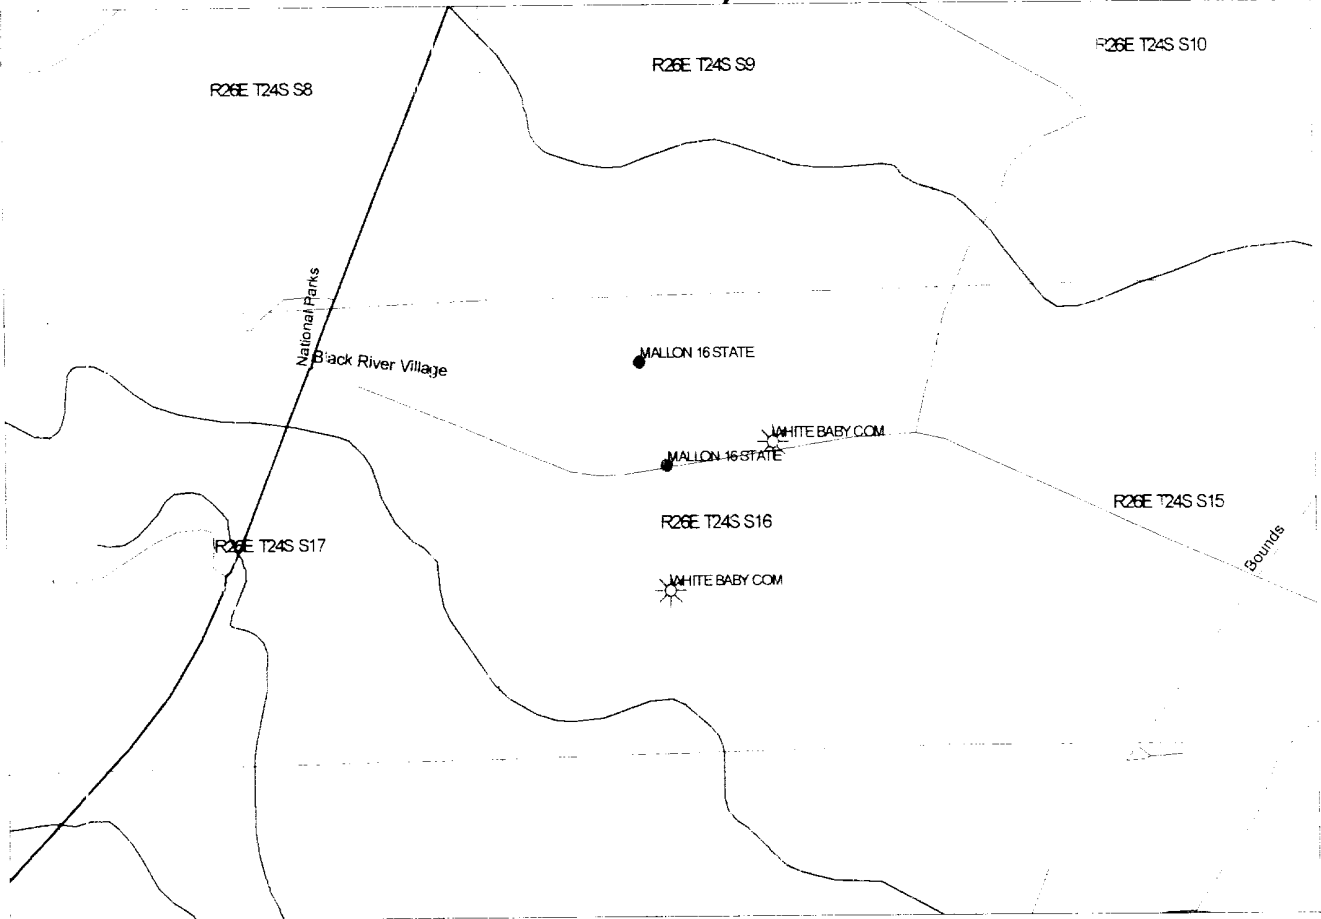 R26E T24S S10
R26E T24S S9
R26E T24S S8
National Parks
Black River Village
MALLON 16 STATE
WHITE BABY COM
MALLON 16 STATE
R26E T24S S15
R26E T24S S16
R26E T24S S17
Bounds
WHITE BABY COM